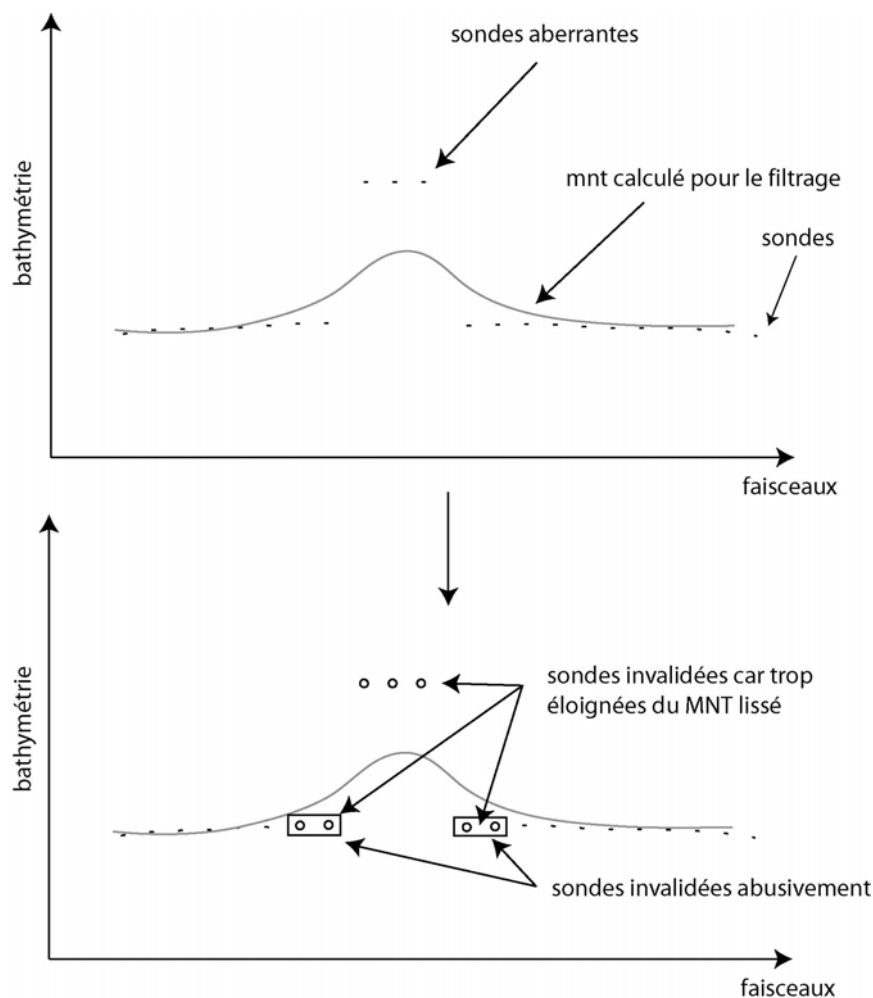 sondes aberrantes
mnt calculé pour le filtrage
sondes
bathymétrie
faisceaux
sondes invalidées car trop
éloignées du MNT lissé
bathymétrie
sondes invalidées abusivement
faisceaux